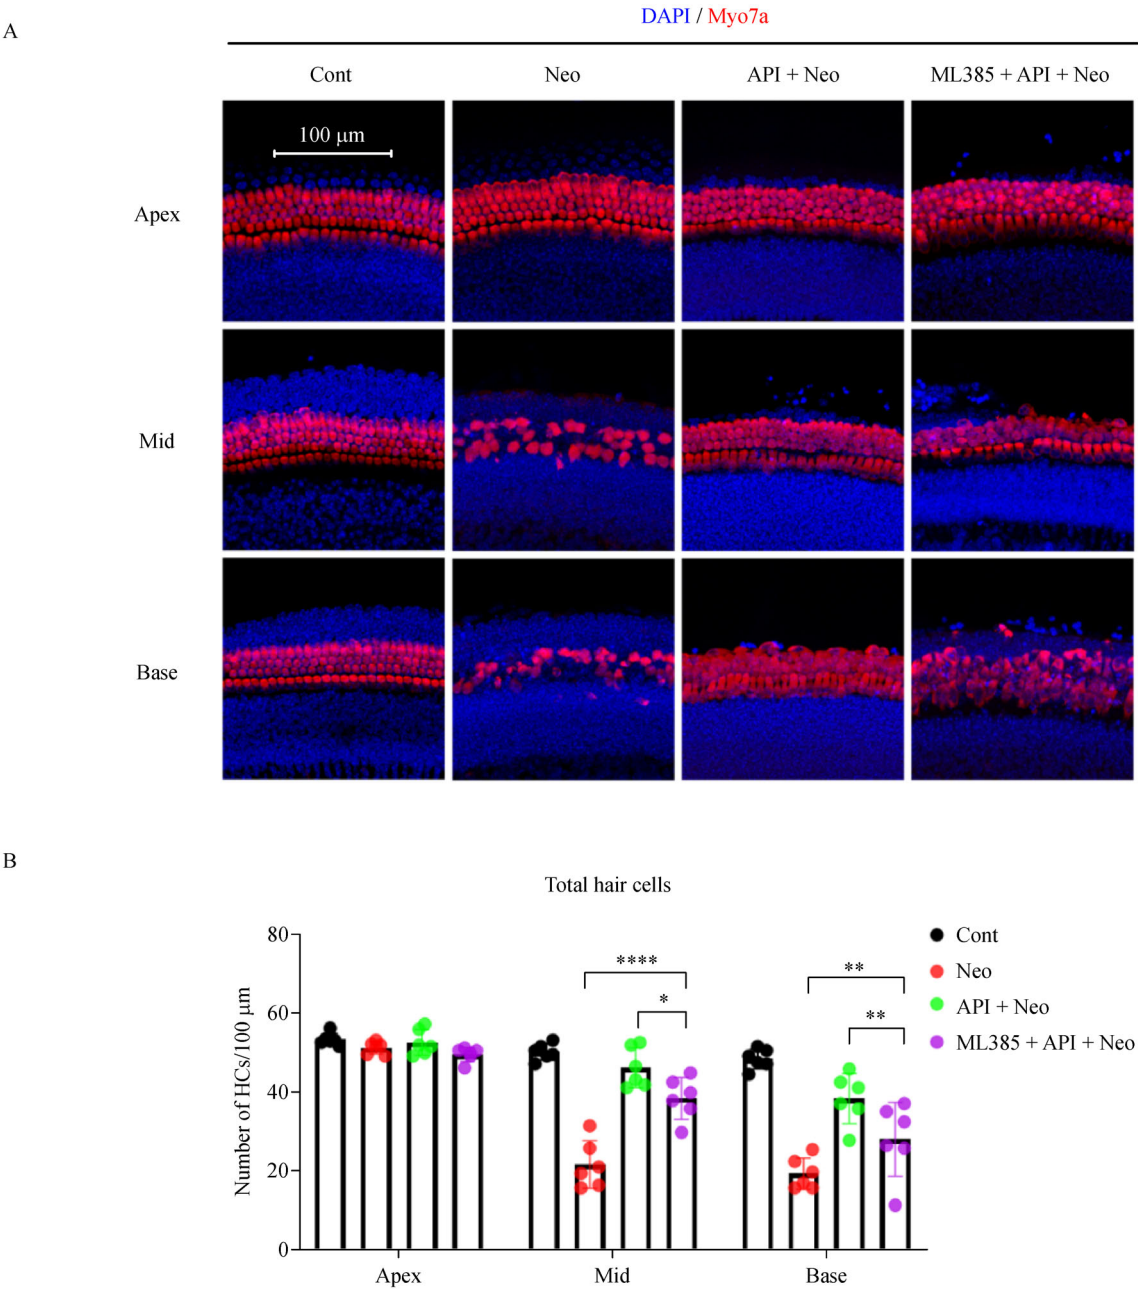 A
DAPI / Myo7a
Cont Neo API + Neo ML385 + API + Neo
100 μm
Apex
Mid
Base
B
Total hair cells
Number of HCs/100 μm
80
60
40
20
0
**** * ** **
Apex Mid Base
Cont
Neo
API + Neo
ML385 + API + Neo